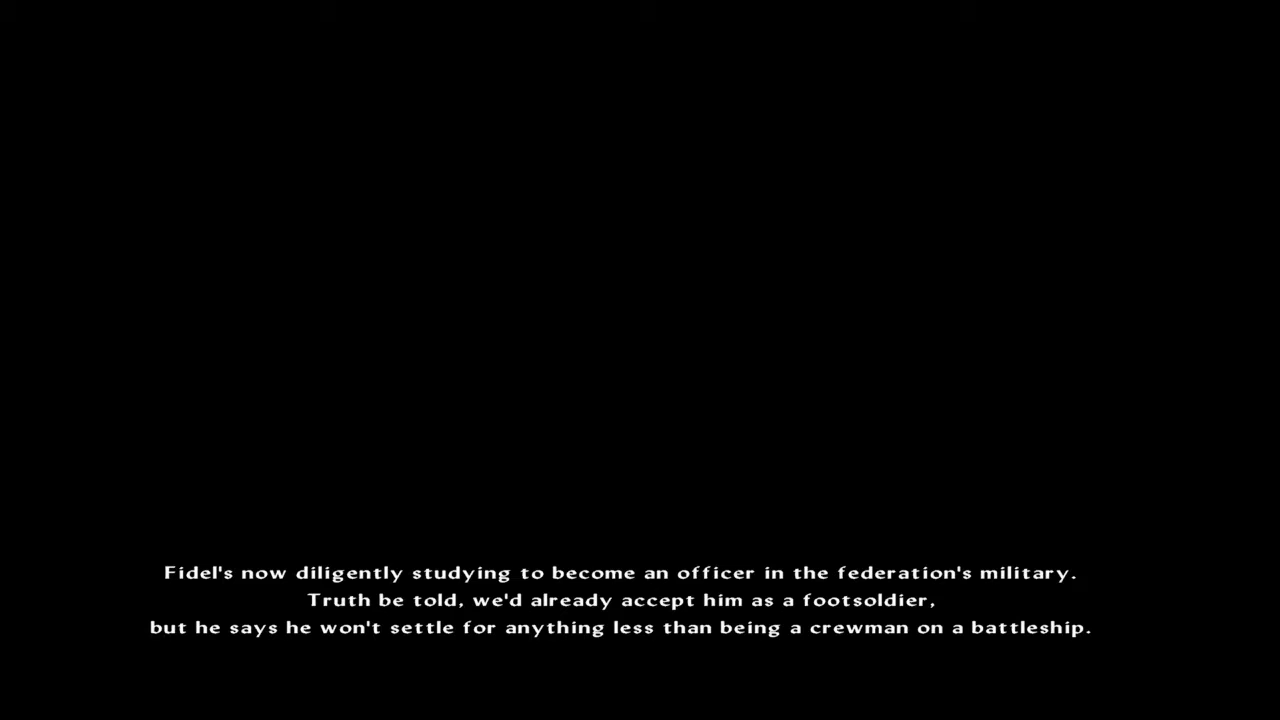 Fidel's now diligently studying to become an officer in the federation's military.
Truth be told, we'd already accept him as a footsoldier,
but he says he won't settle for anything less than being a crewman on a battleship.